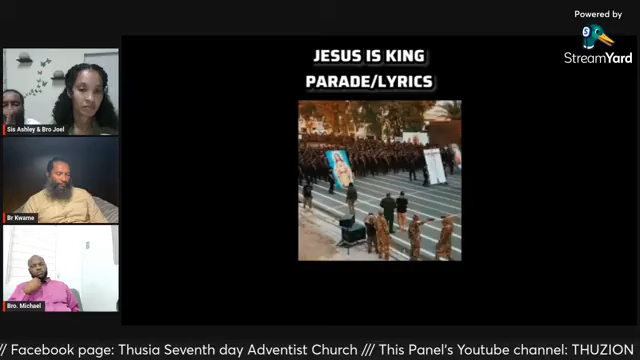 Powered by
StreamYard
JESUS IS KING
PARADE/LYRICS
Sis Ashley & Bro Joel
Br Kwame
Bro. Michael
// Facebook page: Thusia Seventh day Adventist Church /// This Panel's Youtube channel: THUZION